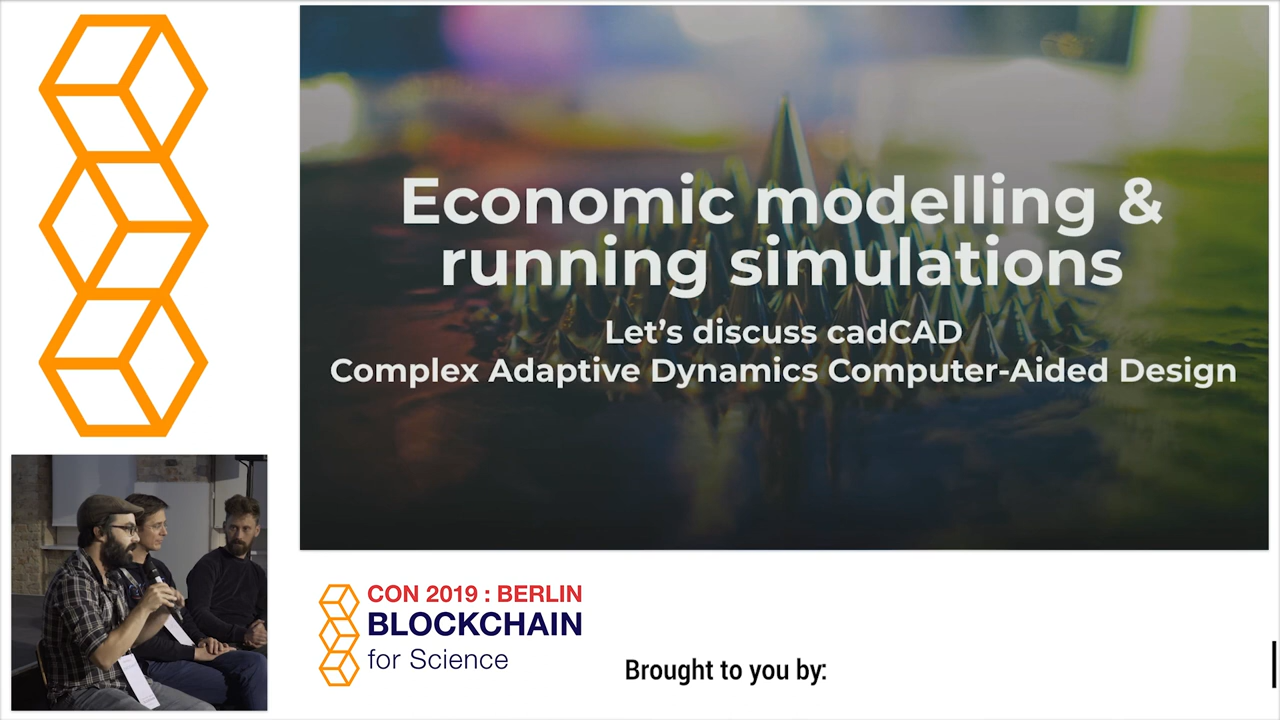 Economic modelling &
running simulations
Let's discuss cadCAD
Complex Adaptive Dynamics Computer-Aided Design
CON 2019 : BERLIN
BLOCKCHAIN
for Science
Brought to you by: